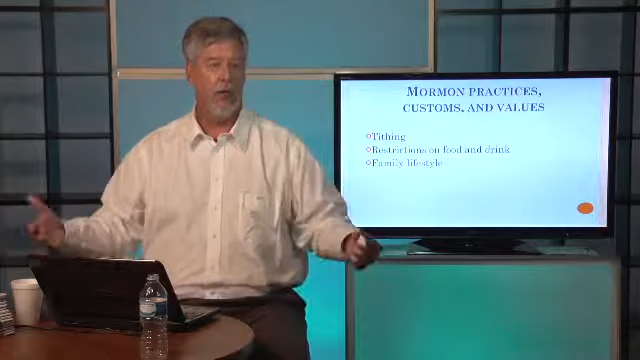 MORMON PRACTICES,
CUSTOMS, AND VALUES
Tithing
Restrictions on food and drink
Family lifestyle